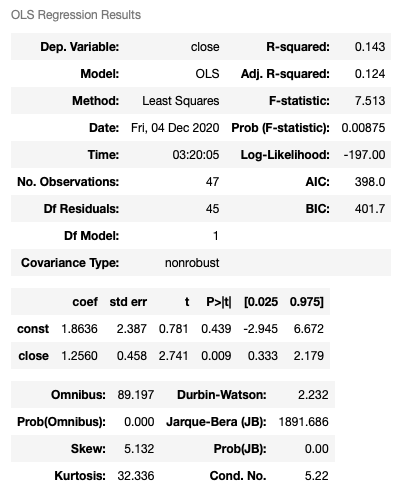 OLS Regression Results
Dep. Variable: close R-squared: 0.143
Model: OLS Adj. R-squared: 0.124
Method: Least Squares F-statistic: 7.513
Date: Fri, 04 Dec 2020 Prob (F-statistic): 0.00875
Time: 03:20:05 Log-Likelihood: -197.00
No. Observations: 47 AIC: 398.0
Df Residuals: 45 BIC: 401.7
Df Model: 1
Covariance Type: nonrobust
coef std err t P>|t| [0.025 0.975]
const 1.8636 2.387 0.781 0.439 -2.945 6.672
close 1.2560 0.458 2.741 0.009 0.333 2.179
Omnibus: 89.197 Durbin-Watson: 2.232
Prob(Omnibus): 0.000 Jarque-Bera (JB): 1891.686
Skew: 5.132 Prob(JB): 0.00
Kurtosis: 32.336 Cond. No. 5.22